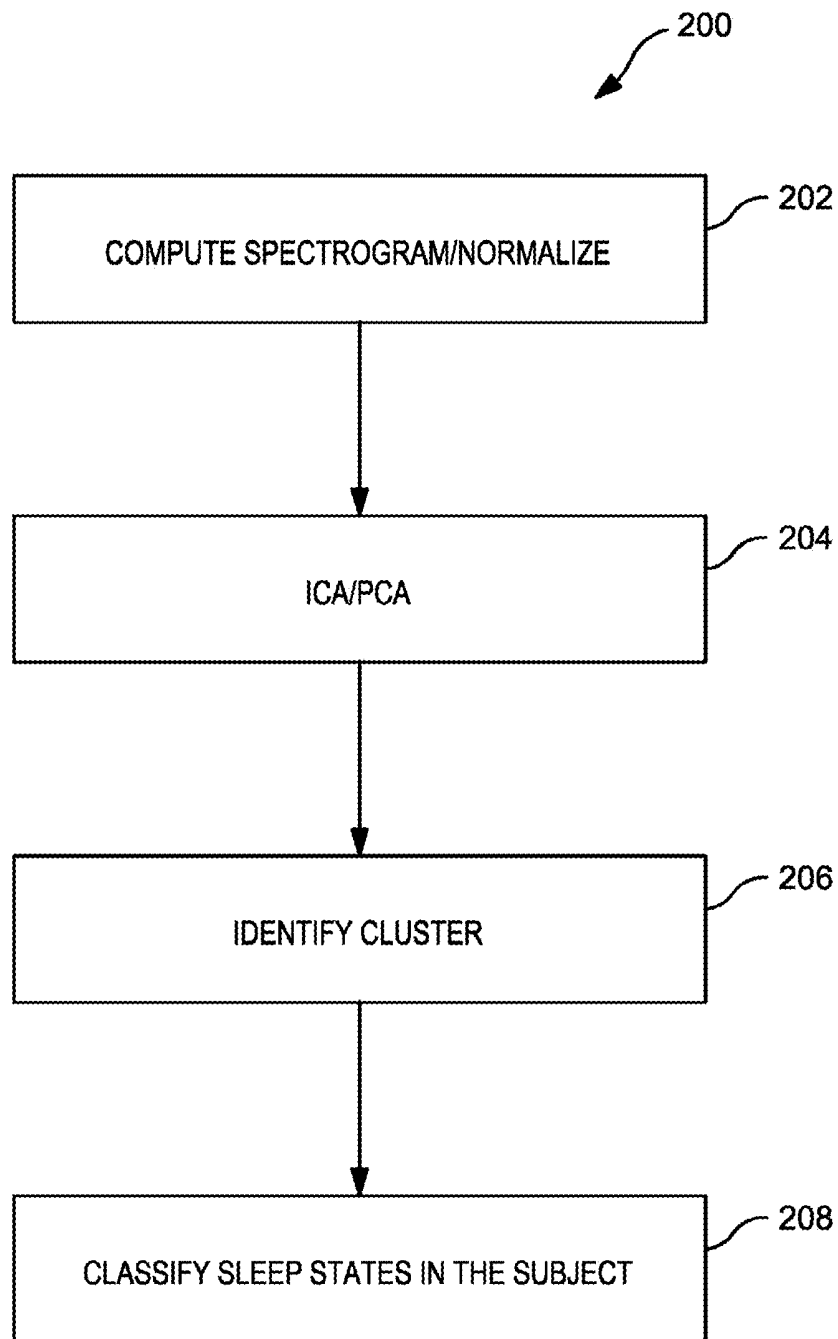 200
202
COMPUTE SPECTROGRAM/NORMALIZE
204
ICA/PCA
206
IDENTIFY CLUSTER
208
CLASSIFY SLEEP STATES IN THE SUBJECT